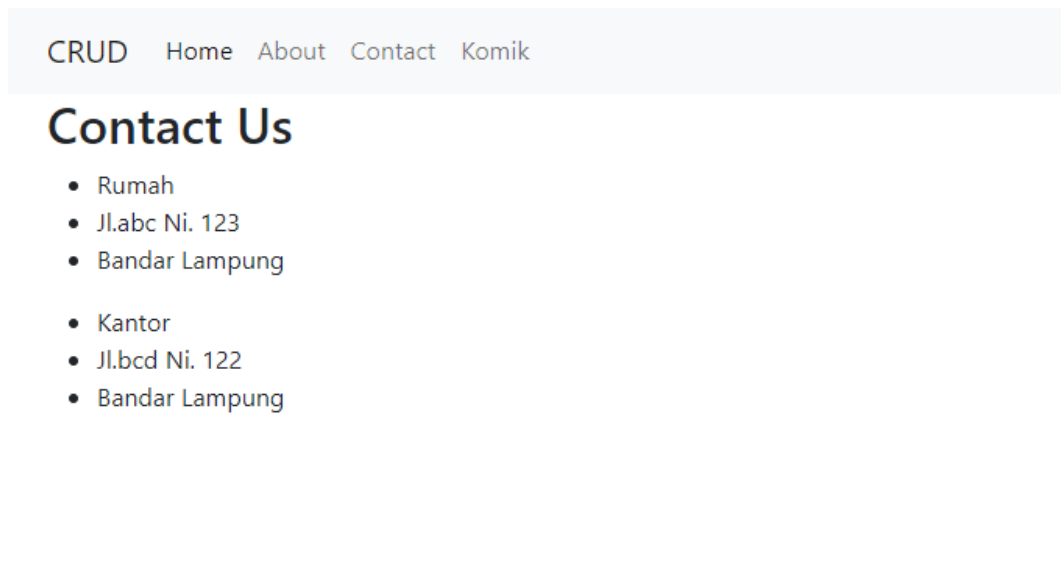 CRUD Home About Contact Komik
Contact Us
Rumah
Jl.abc Ni. 123
Bandar Lampung
Kantor
Jl.bcd Ni. 122
Bandar Lampung